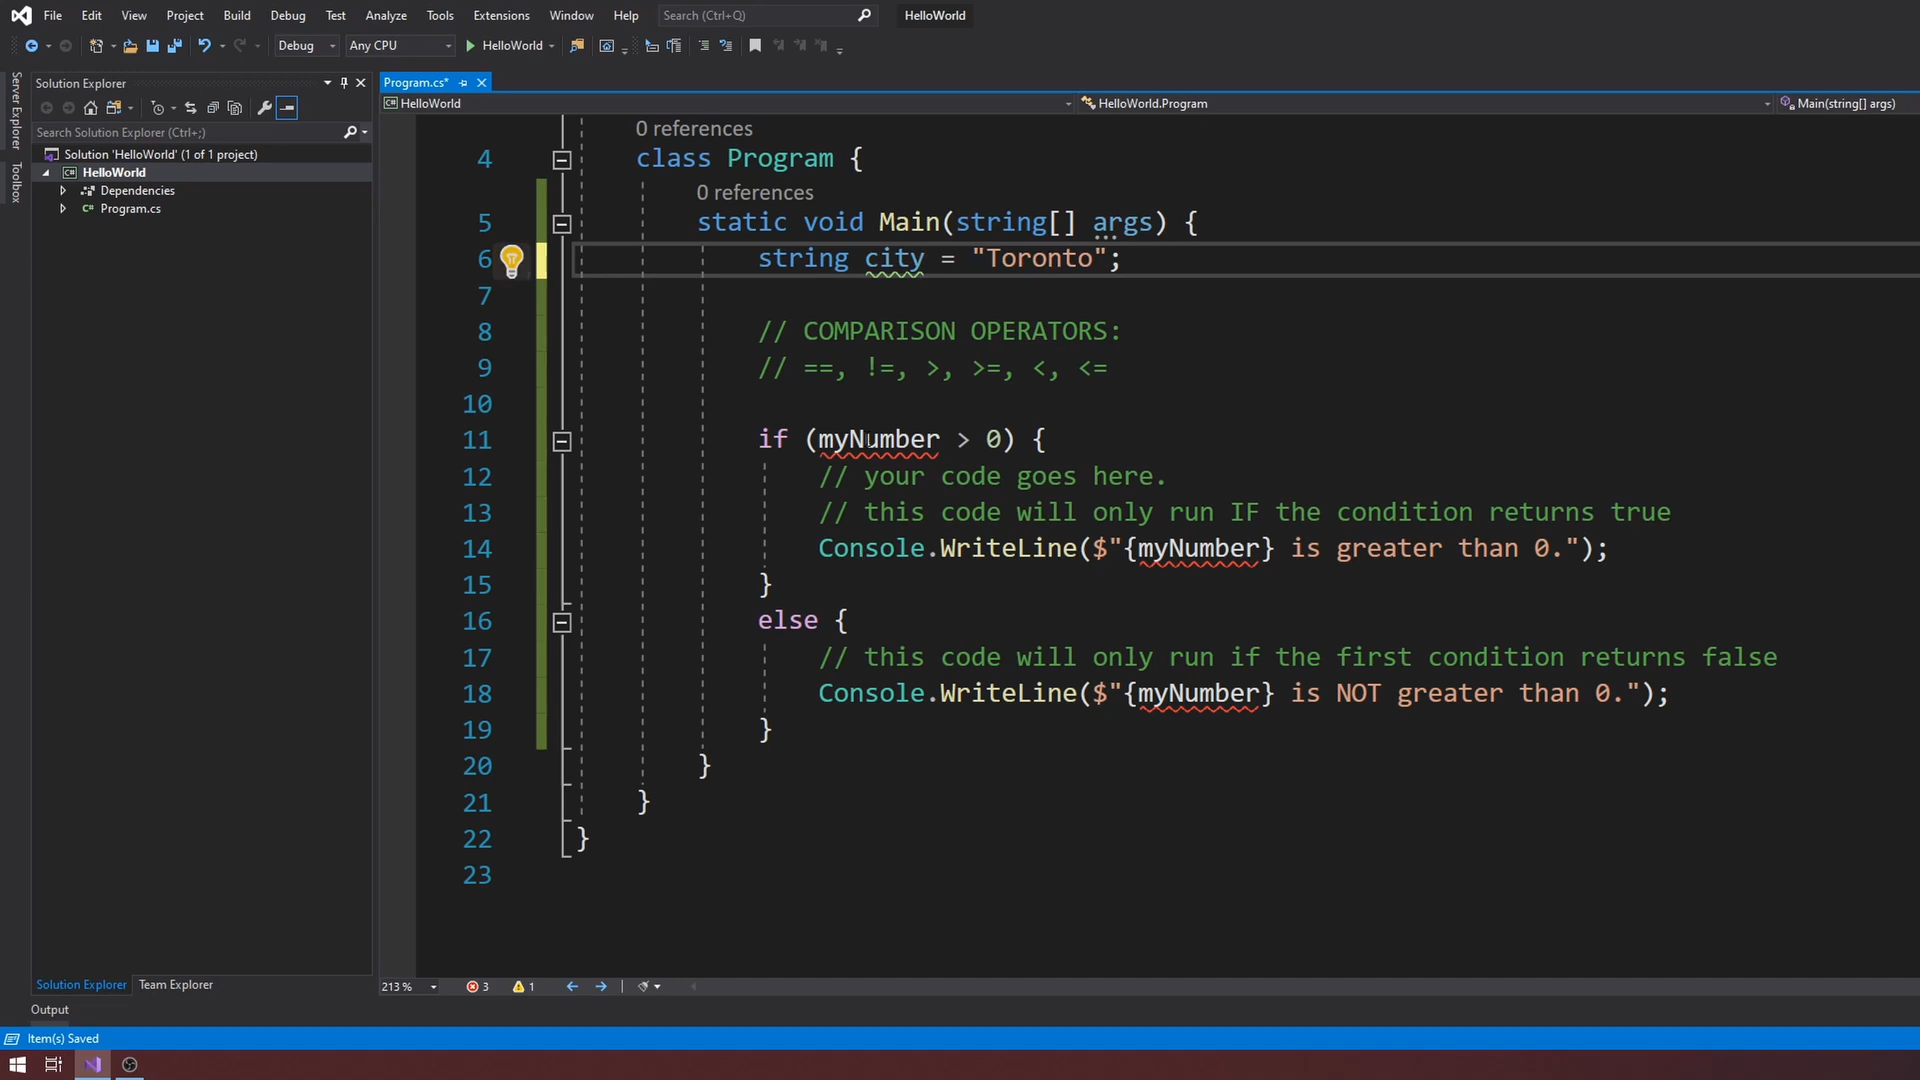 File Edit View Project Build Debug Test Analyze Tools Extensions Window Help Search (Ctrl+Q) HelloWorld
Debug Any CPU HelloWorld
Server Explorer
Toolbox
Solution Explorer
Search Solution Explorer (Ctrl+;)
Solution 'HelloWorld' (1 of 1 project)
HelloWorld
Dependencies
Program.cs
Program.cs*
HelloWorld HelloWorld.Program Main(string[] args)
0 references
4 class Program {
0 references
5 static void Main(string[] args) {
6 string city = "Toronto";
7
8 // COMPARISON OPERATORS:
9 // ==, !=, >, >=, <, <=
10
11 if (myNumber > 0) {
12 // your code goes here.
13 // this code will only run IF the condition returns true
14 Console.WriteLine($"{myNumber} is greater than 0.");
15 }
16 else {
17 // this code will only run if the first condition returns false
18 Console.WriteLine($"{myNumber} is NOT greater than 0.");
19 }
20 }
21 }
22 }
23
213 % 3 1
Solution Explorer Team Explorer
Output
Item(s) Saved